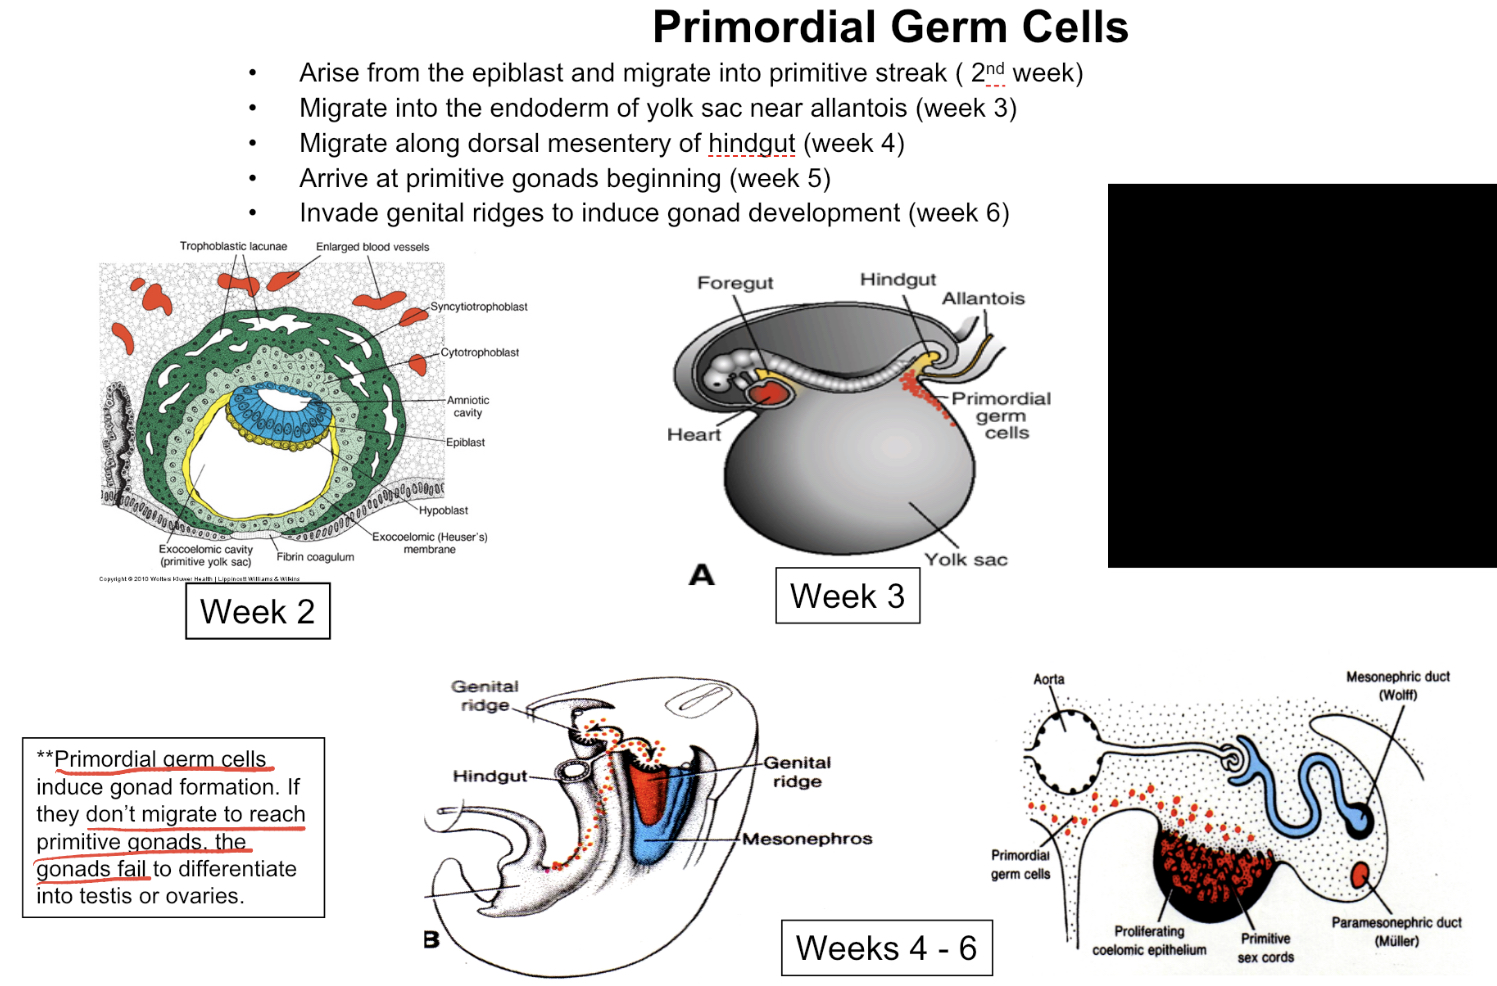 Primordial Germ Cells
• Arise from the epiblast and migrate into primitive streak ( 2nd week)
• Migrate into the endoderm of yolk sac near allantois (week 3)
• Migrate along dorsal mesentery of hindgut (week 4)
• Arrive at primitive gonads beginning (week 5)
• Invade genital ridges to induce gonad development (week 6)
Trophoblastic lacunae
Enlarged blood vessels
Syncytiotrophoblast
Cytotrophoblast
Amniotic
cavity
Epiblast
Hypoblast
Exocoelomic (Heuser's)
membrane
Fibrin coagulum
Exocoelomic cavity
(primitive yolk sac)
Copyright © 2010 Wolters Kluwer Health | Lippincott Williams & Wilkins
Week 2
Foregut
Hindgut
Allantois
Primordial
germ
cells
Heart
Yolk sac
A
Week 3
**Primordial germ cells
induce gonad formation. If
they don't migrate to reach
primitive gonads, the
gonads fail to differentiate
into testis or ovaries.
Genital
ridge
Hindgut
Genital
ridge
Mesonephros
B
Weeks 4 - 6
Aorta
Mesonephric duct
(Wolff)
Primordial
germ cells
Proliferating
coelomic epithelium
Primitive
sex cords
Paramesonephric duct
(Müller)